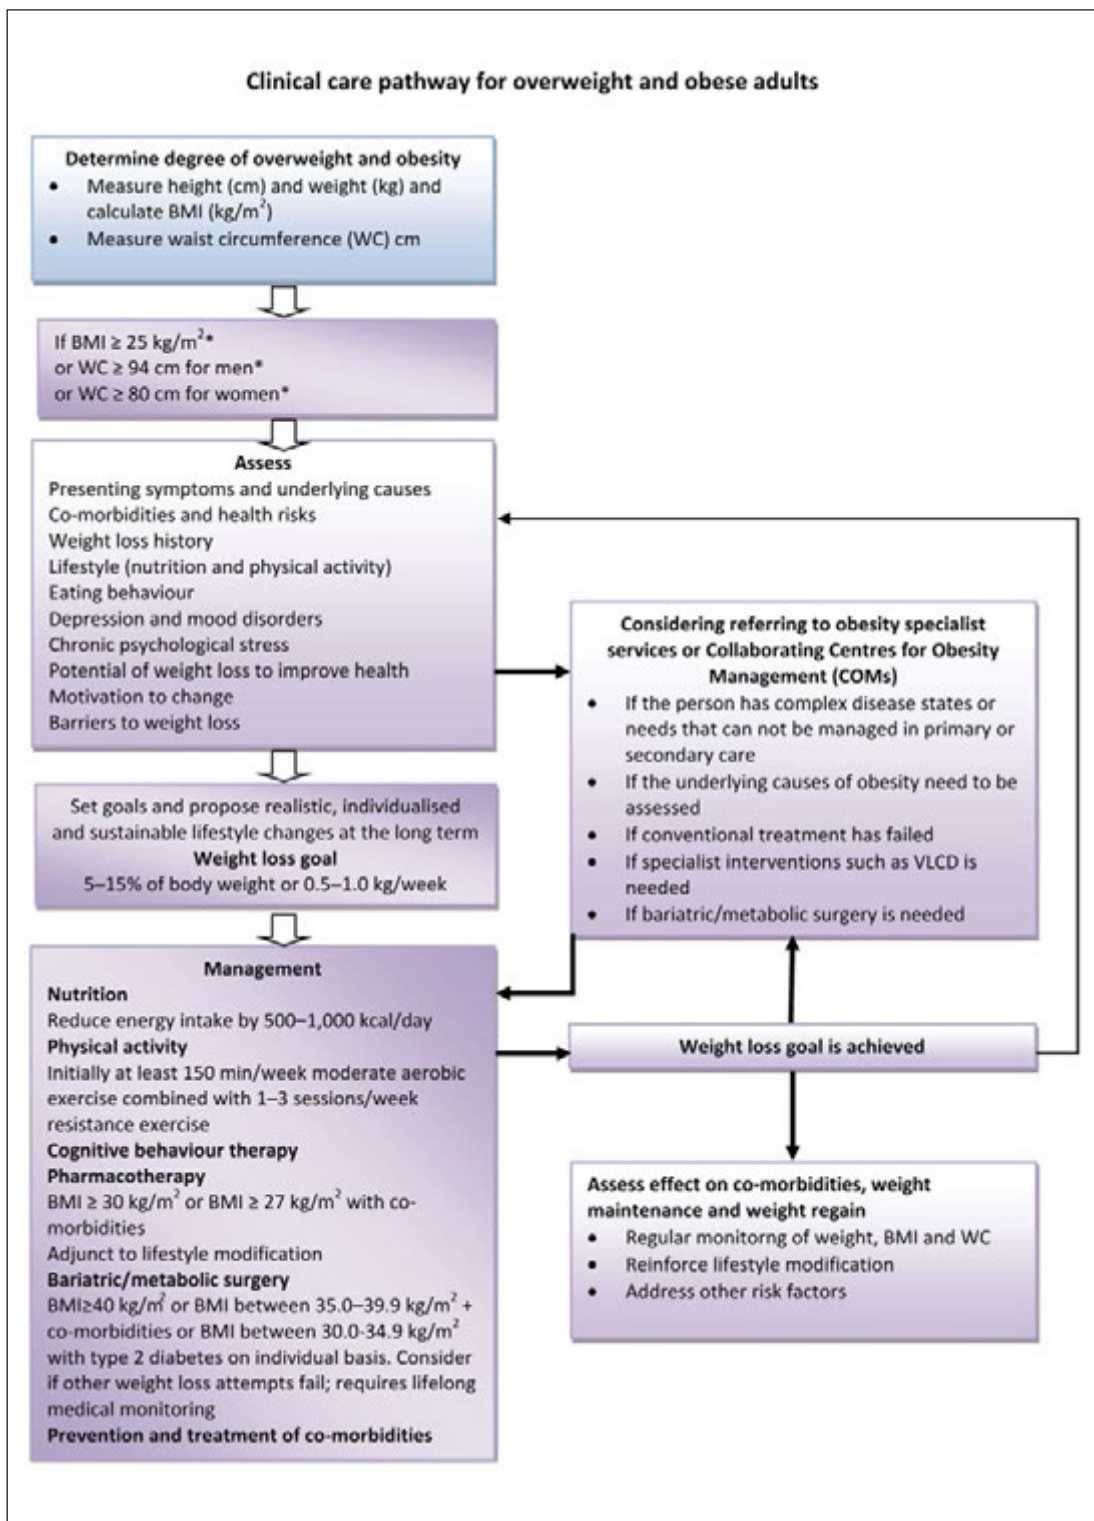 Clinical care pathway for overweight and obese adults
Determine degree of overweight and obesity
• Measure height (cm) and weight (kg) and
calculate BMI (kg/m²)
• Measure waist circumference (WC) cm
If BMI ≥ 25 kg/m²*
or WC ≥ 94 cm for men*
or WC ≥ 80 cm for women*
Assess
Presenting symptoms and underlying causes
Co-morbidities and health risks
Weight loss history
Lifestyle (nutrition and physical activity)
Eating behaviour
Depression and mood disorders
Chronic psychological stress
Potential of weight loss to improve health
Motivation to change
Barriers to weight loss
Considering referring to obesity specialist
services or Collaborating Centres for Obesity
Management (COMs)
• If the person has complex disease states or
needs that can not be managed in primary or
secondary care
• If the underlying causes of obesity need to be
assessed
• If conventional treatment has failed
• If specialist interventions such as VLCD is
needed
• If bariatric/metabolic surgery is needed
Set goals and propose realistic, individualised
and sustainable lifestyle changes at the long term
Weight loss goal
5–15% of body weight or 0.5–1.0 kg/week
Management
Nutrition
Reduce energy intake by 500–1,000 kcal/day
Physical activity
Initially at least 150 min/week moderate aerobic
exercise combined with 1–3 sessions/week
resistance exercise
Cognitive behaviour therapy
Pharmacotherapy
BMI ≥ 30 kg/m² or BMI ≥ 27 kg/m² with co-
morbidities
Adjunct to lifestyle modification
Bariatric/metabolic surgery
BMI≥40 kg/m² or BMI between 35.0–39.9 kg/m² +
co-morbidities or BMI between 30.0-34.9 kg/m²
with type 2 diabetes on individual basis. Consider
if other weight loss attempts fail; requires lifelong
medical monitoring
Prevention and treatment of co-morbidities
Weight loss goal is achieved
Assess effect on co-morbidities, weight
maintenance and weight regain
• Regular monitorng of weight, BMI and WC
• Reinforce lifestyle modification
• Address other risk factors